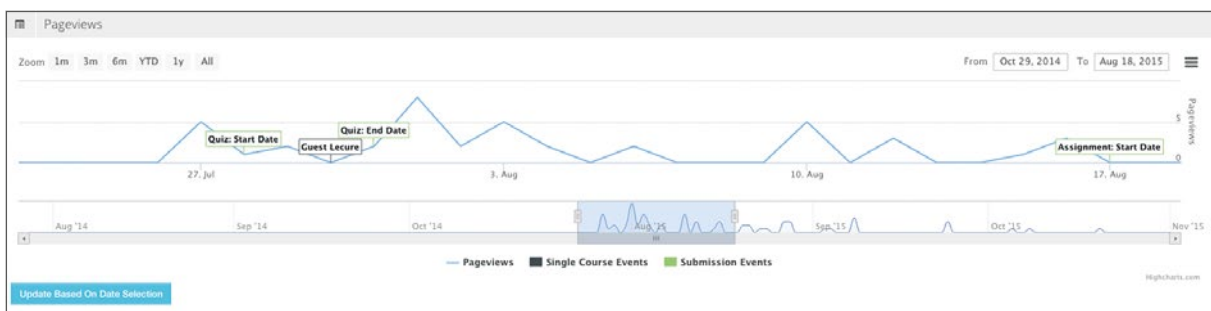 Pageviews
Zoom 1m 3m 6m YTD 1y All From Oct 29, 2014 To Aug 18, 2015
Pageviews
5
Quiz: Start Date
Guest Lecure
Quiz: End Date
Assignment: Start Date
0
27. Jul 3. Aug 10. Aug 17. Aug
Aug '14 Sep '14 Oct '14 Aug '15 Sep '15 Oct '15 Nov '15
Pageviews Single Course Events Submission Events
Highcharts.com
Update Based On Date Selection